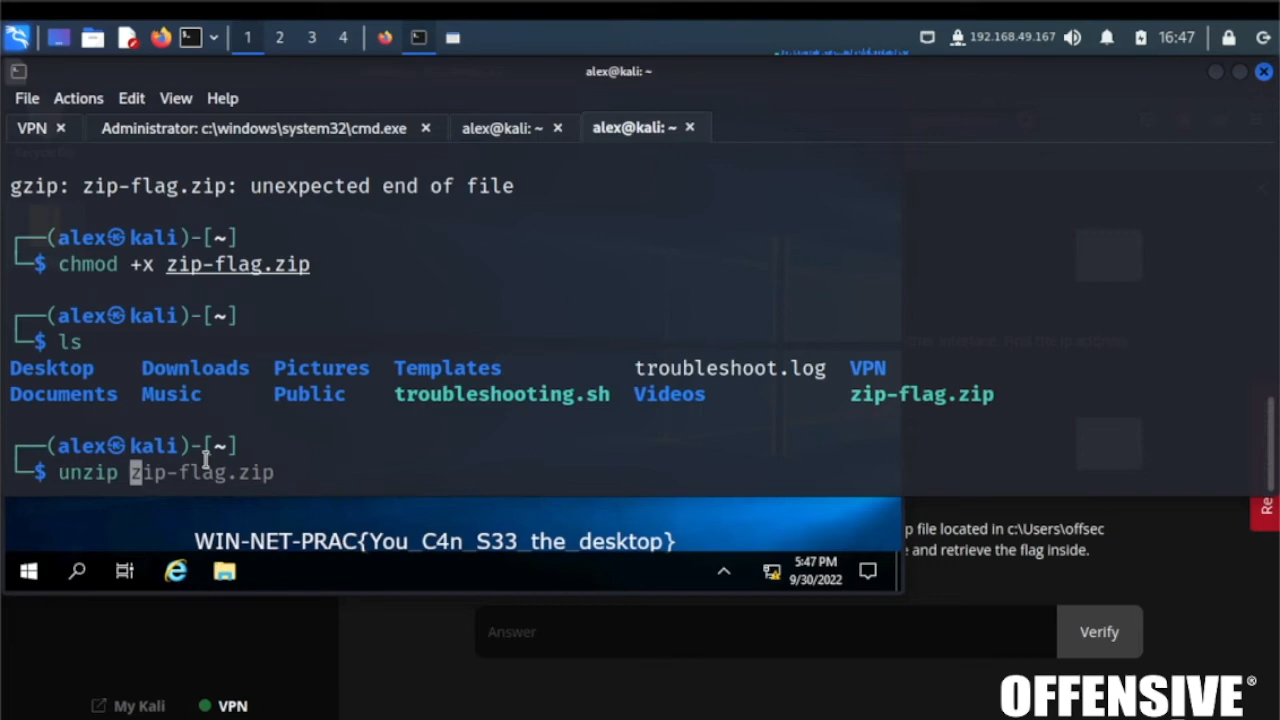 1 2 3 4 192.168.49.167 16:47
alex@kali: ~
File Actions Edit View Help
VPN × Administrator: c:\windows\system32\cmd.exe × alex@kali: ~ × alex@kali: ~ ×
gzip: zip-flag.zip: unexpected end of file
┌──(alex㉿kali)-[~]
└─$ chmod +x zip-flag.zip
┌──(alex㉿kali)-[~]
└─$ ls
Desktop Downloads Pictures Templates troubleshoot.log VPN
Documents Music Public troubleshooting.sh Videos zip-flag.zip
┌──(alex㉿kali)-[~]
└─$ unzip zip-flag.zip
WIN-NET-PRAC{You_C4n_S33_the_desktop}
p file located in c:\Users\offsec
and retrieve the flag inside.
5:47 PM
9/30/2022
Answer Verify
My Kali VPN
OFFENSIVE®